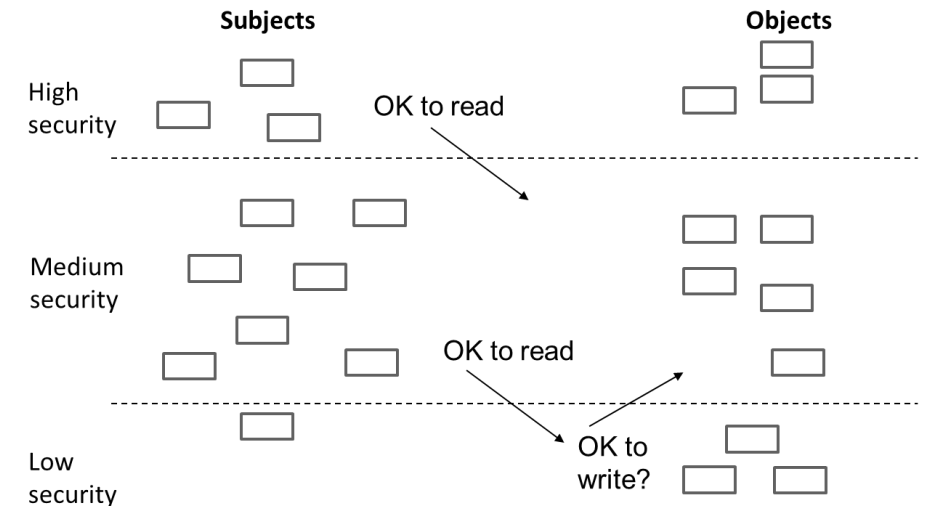 Subjects
Objects
High
security
OK to read
Medium
security
OK to read
OK to
write?
Low
security